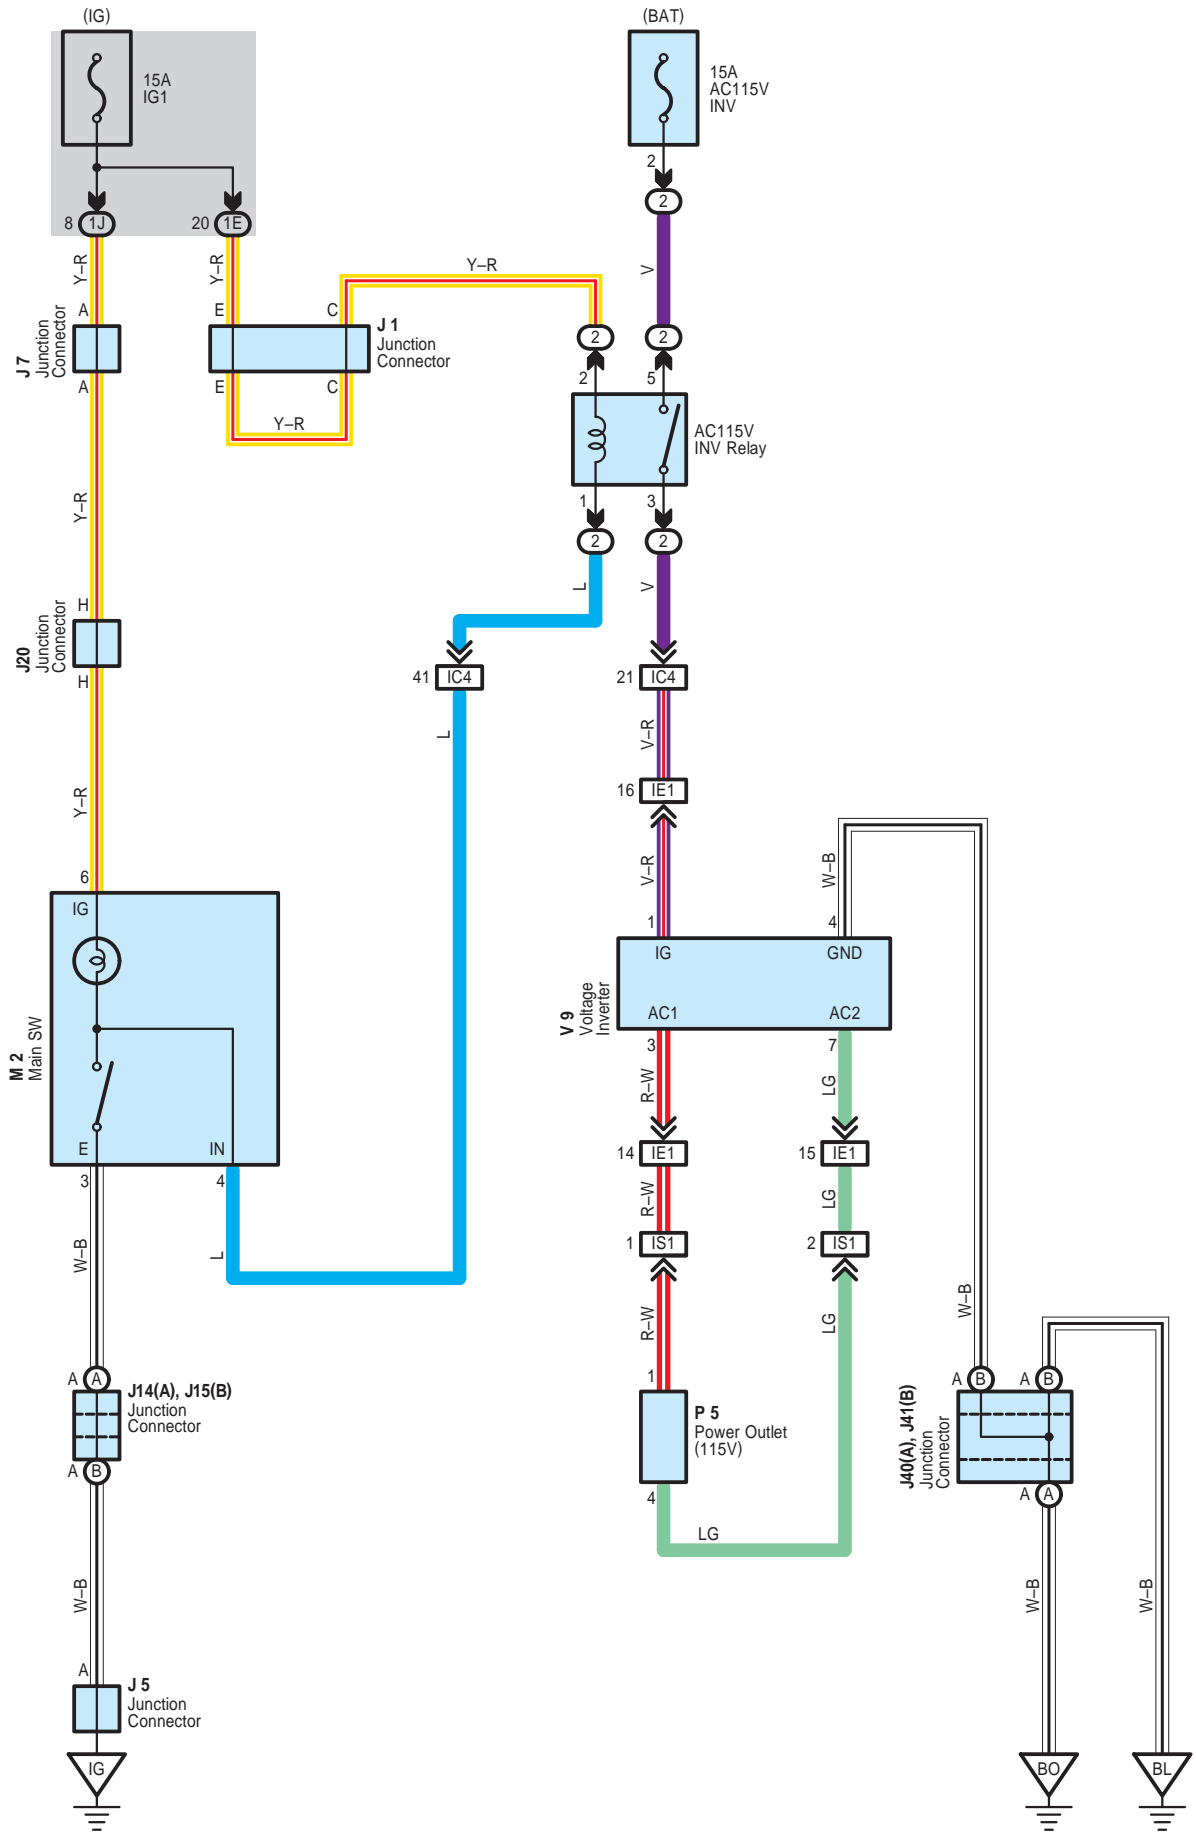 (IG)
(BAT)
15A
IG1
15A
AC115V
INV
2
8
1J
20
1E
2
Y–R
Y–R
Y–R
V
A
E
C
J 7
Junction
Connector
J 1
Junction
Connector
2
2
A
E
C
2
5
Y–R
AC115V
INV Relay
Y–R
1
3
2
2
L
V
H
J20
Junction
Connector
H
41
IC4
21
IC4
L
V–R
16
IE1
Y–R
V–R
W–B
6
1
4
IG
IG
GND
V 9
Voltage
Inverter
AC1
AC2
M 2
Main SW
3
7
R–W
LG
E
IN
14
IE1
15
IE1
3
4
R–W
LG
W–B
L
1
IS1
2
IS1
R–W
LG
W–B
A
A
1
A
B
A
B
J14(A), J15(B)
Junction
Connector
P 5
Power Outlet
(115V)
J40(A), J41(B)
Junction
Connector
A
B
4
A
A
LG
W–B
W–B
W–B
A
J 5
Junction
Connector
IG
BO
BL